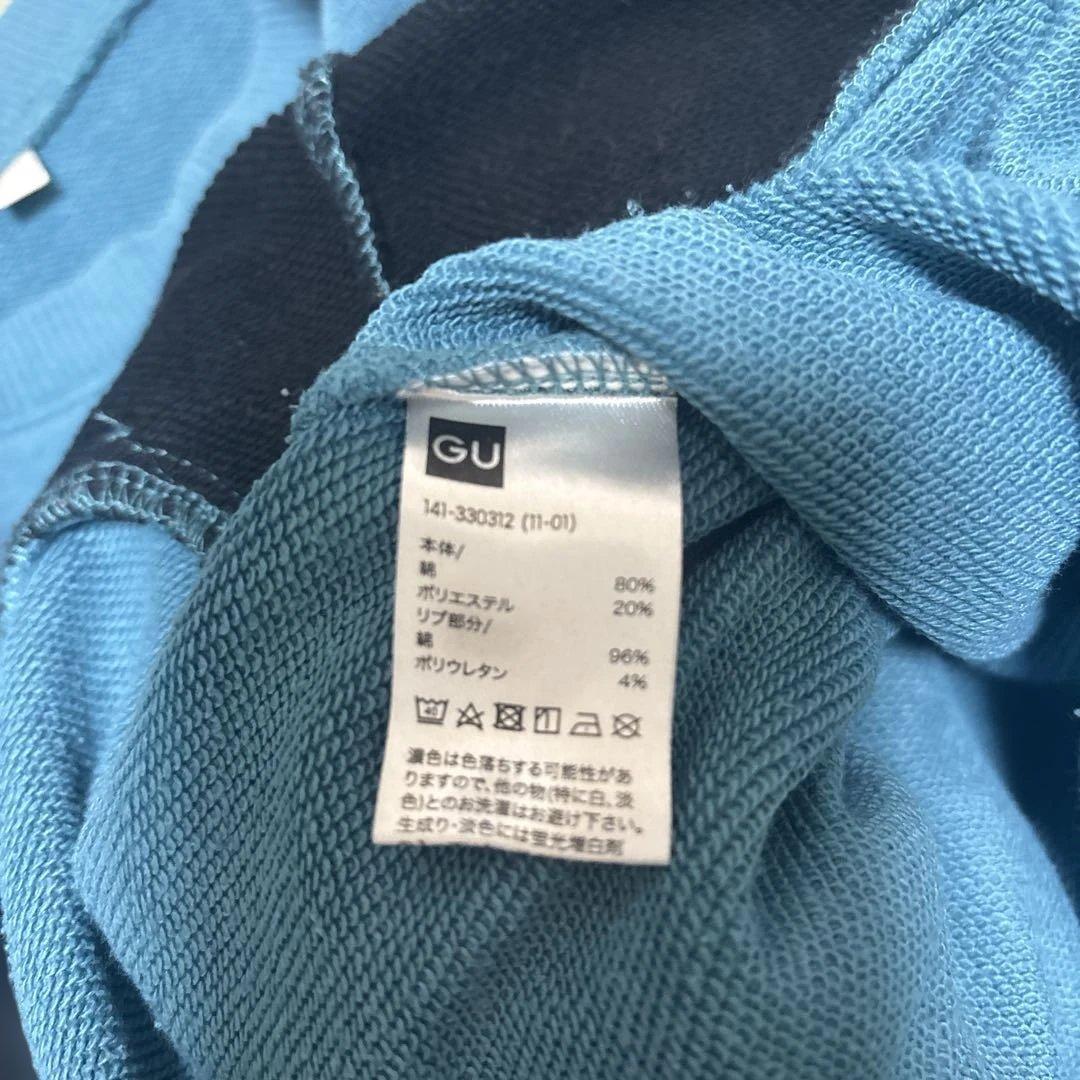 GU
141-330312 (11-01)
本体/
綿 80%
ポリエステル 20%
リブ部分/
綿 96%
ポリウレタン 4%
40
濃色は色落ちする可能性があ
りますので、他の物(特に白、淡
色)とのお洗濯はお避け下さい。
生成り・淡色には蛍光増白剤